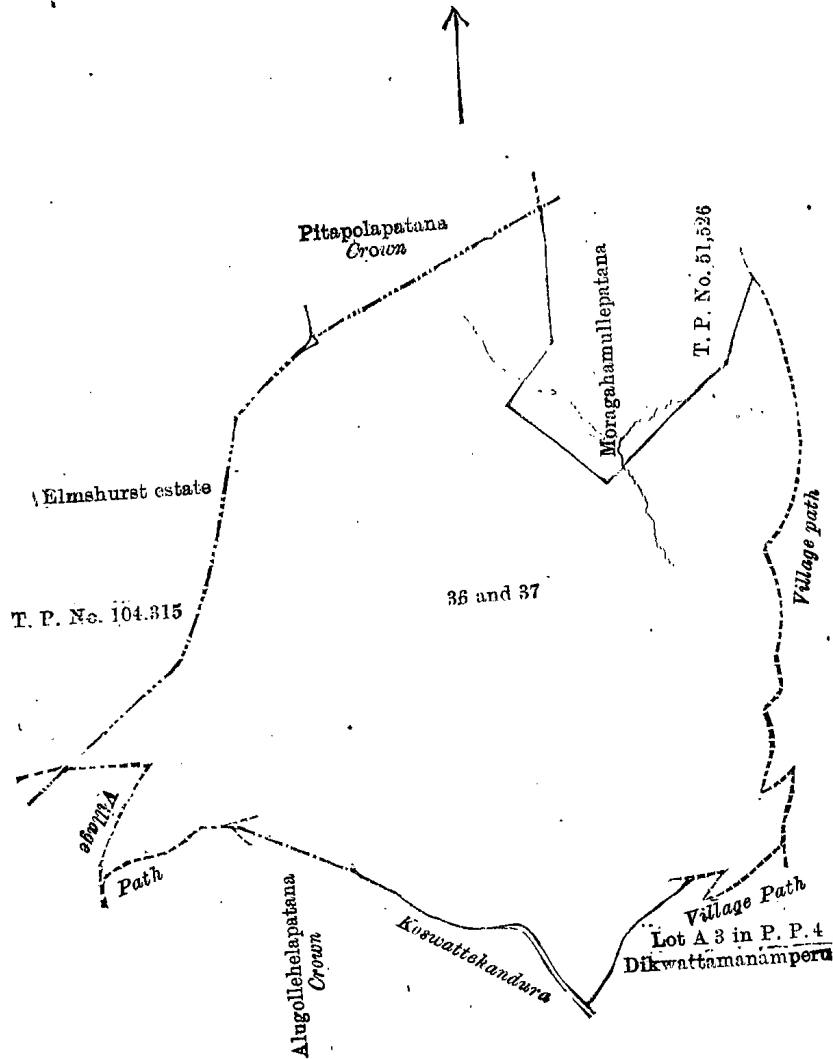 Pitapolapatana
Crown
Moragahamullepatana
T. P. No. 51,526
Elmshurst estate
T. P. No. 104.315
36 and 37
Village path
Village
Path
Alugollehelapatana
Crown
Koswattekandura
Village Path
Lot A 3 in P. P. 4
Dikwattamanamperu